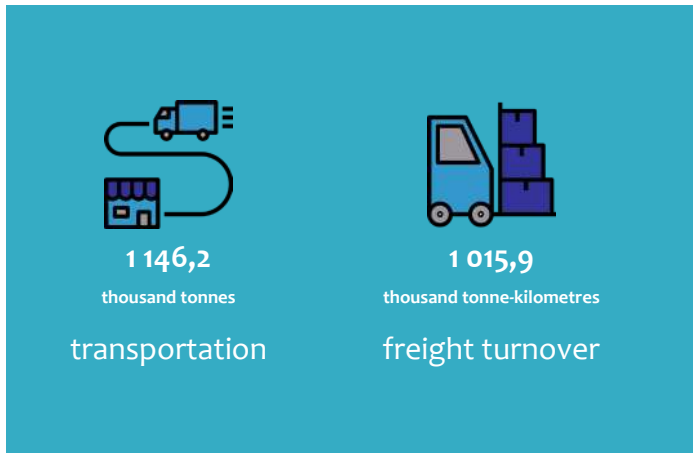 1 146,2
thousand tonnes
transportation
1 015,9
thousand tonne-kilometres
freight turnover